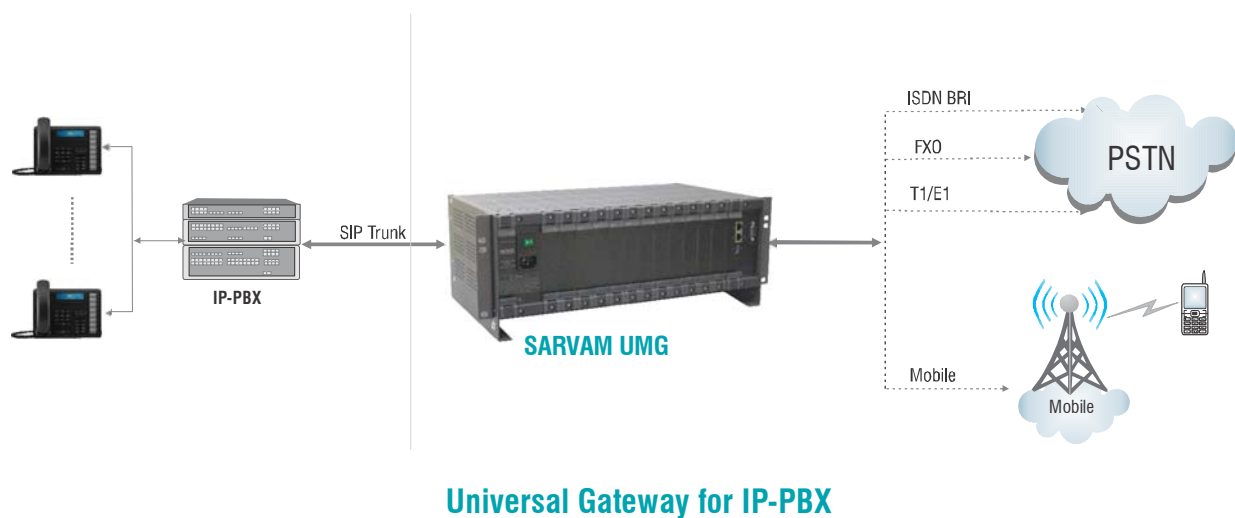 ISDN BRI
FXO
PSTN
T1/E1
SIP Trunk
IP-PBX
SARVAM UMG
Mobile
Mobile
Universal Gateway for IP-PBX